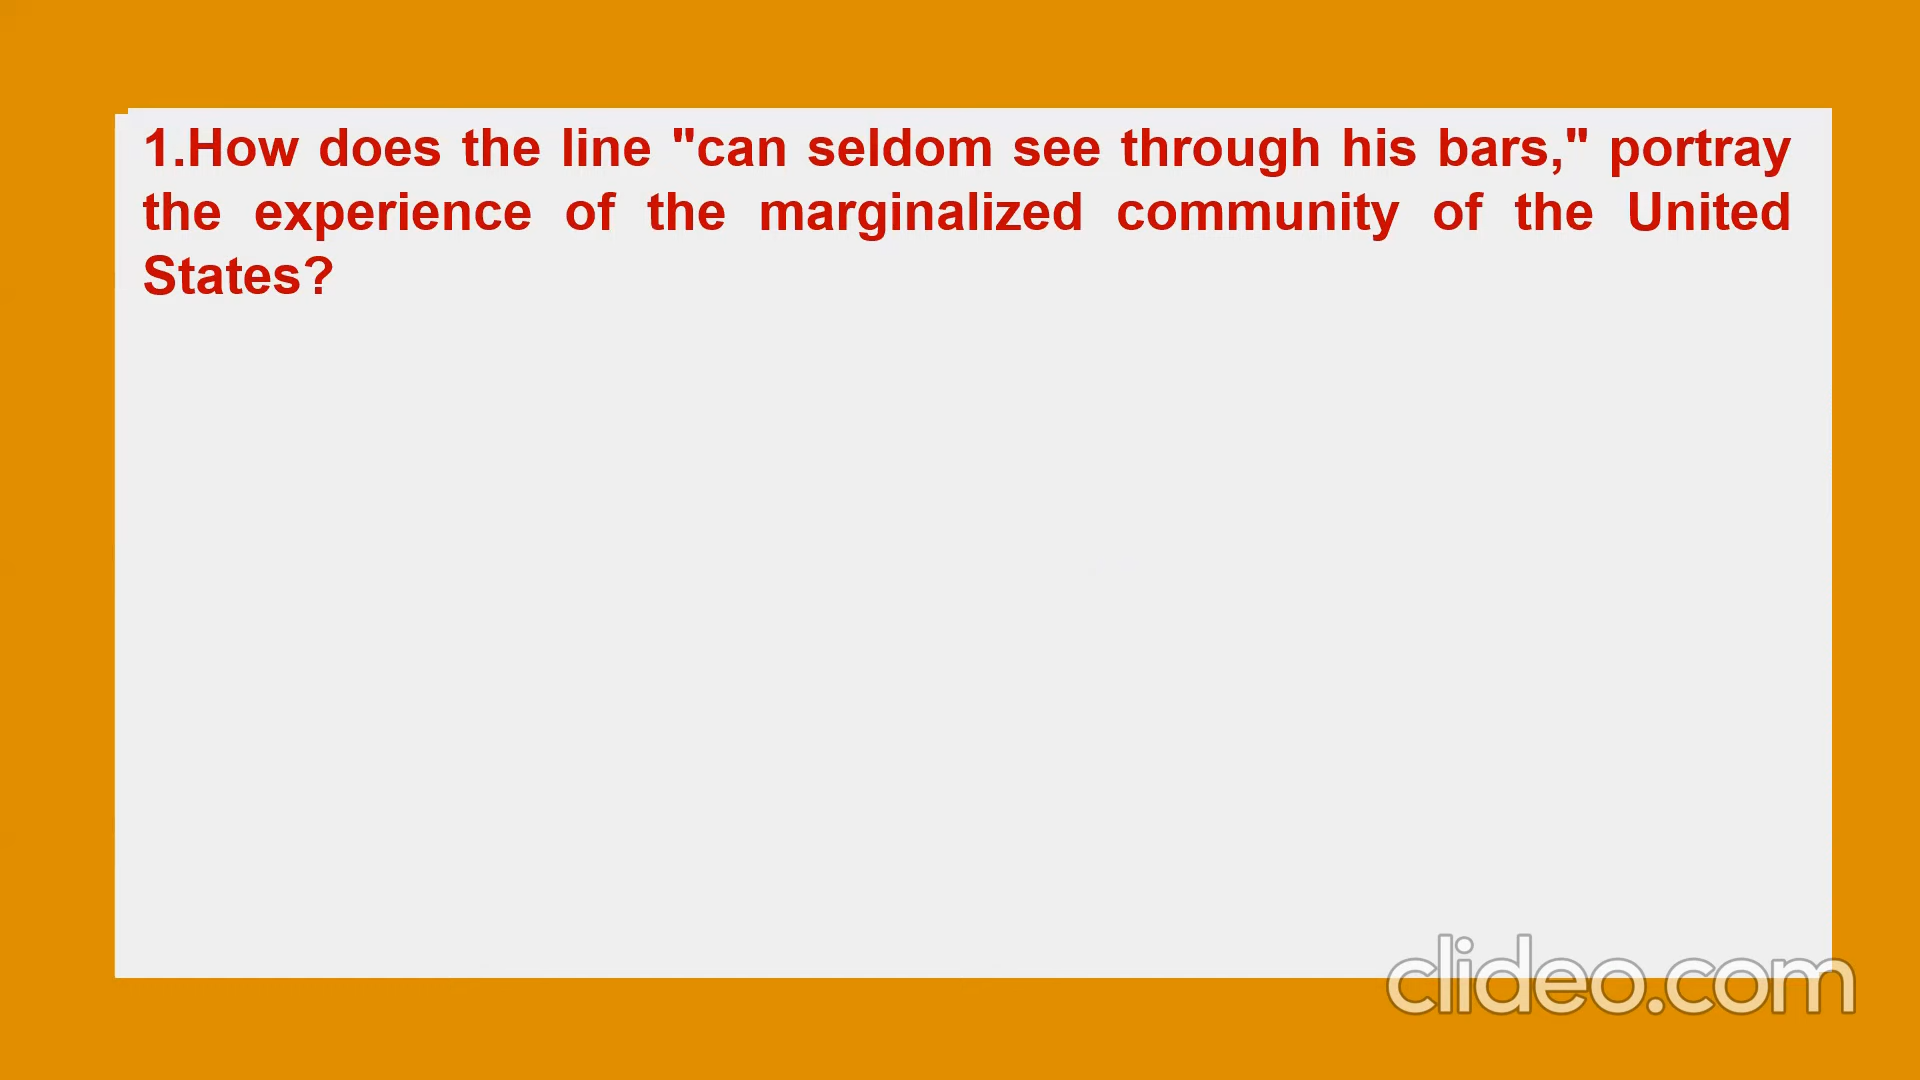 1.How does the line "can seldom see through his bars," portray
the experience of the marginalized community of the United
States?
clideo.com